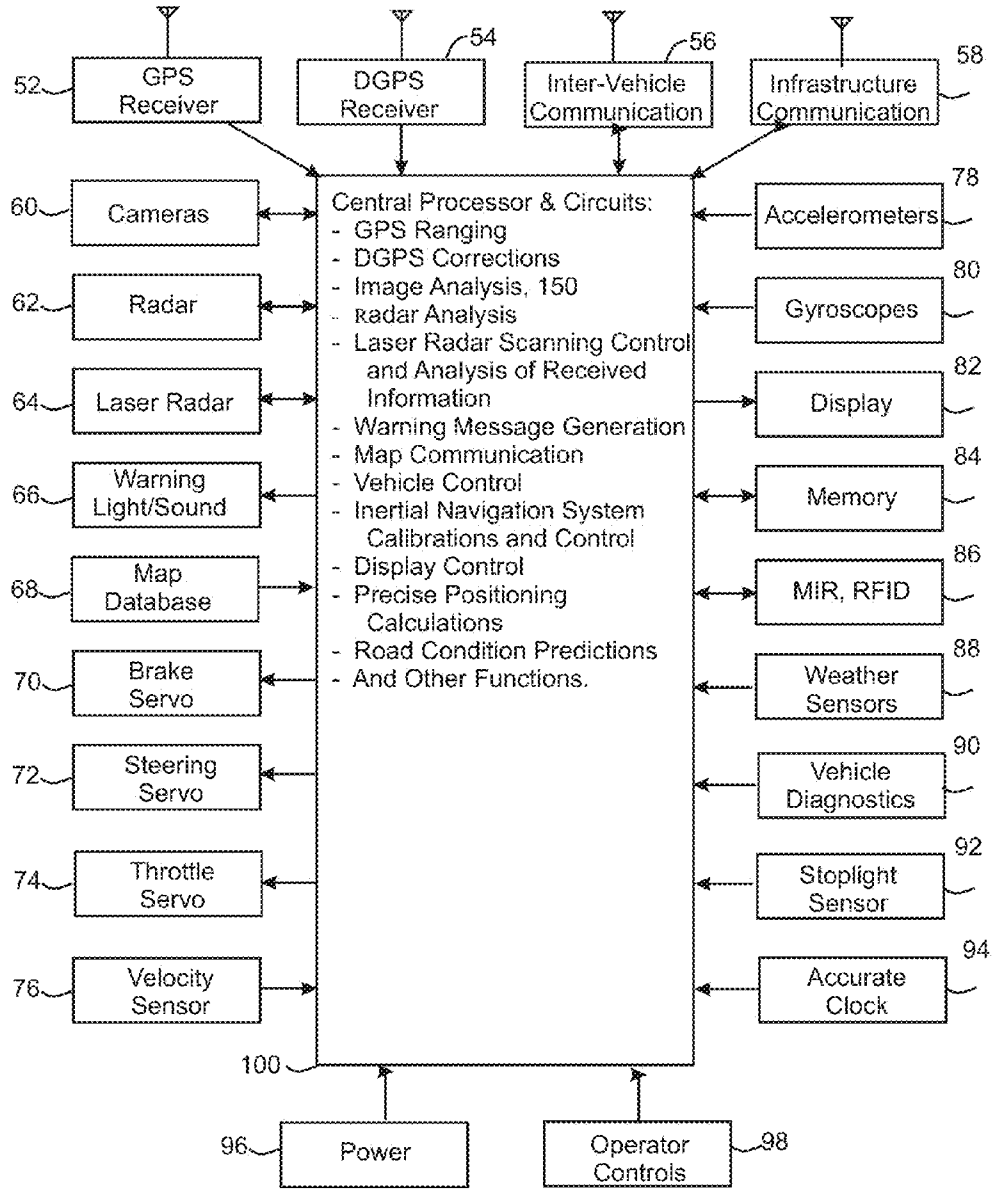 52
GPS
Receiver
54
DGPS
Receiver
56
Inter-Vehicle
Communication
58
Infrastructure
Communication
60
Cameras
62
Radar
64
Laser Radar
66
Warning
Light/Sound
68
Map
Database
70
Brake
Servo
72
Steering
Servo
74
Throttle
Servo
76
Velocity
Sensor
Central Processor & Circuits:
- GPS Ranging
- DGPS Corrections
- Image Analysis, 150
- Radar Analysis
- Laser Radar Scanning Control
and Analysis of Received
Information
- Warning Message Generation
- Map Communication
- Vehicle Control
- Inertial Navigation System
Calibrations and Control
- Display Control
- Precise Positioning
Calculations
- Road Condition Predictions
- And Other Functions.
100
78
Accelerometers
80
Gyroscopes
82
Display
84
Memory
86
MIR, RFID
88
Weather
Sensors
90
Vehicle
Diagnostics
92
Stoplight
Sensor
94
Accurate
Clock
96
Power
Operator
Controls
98